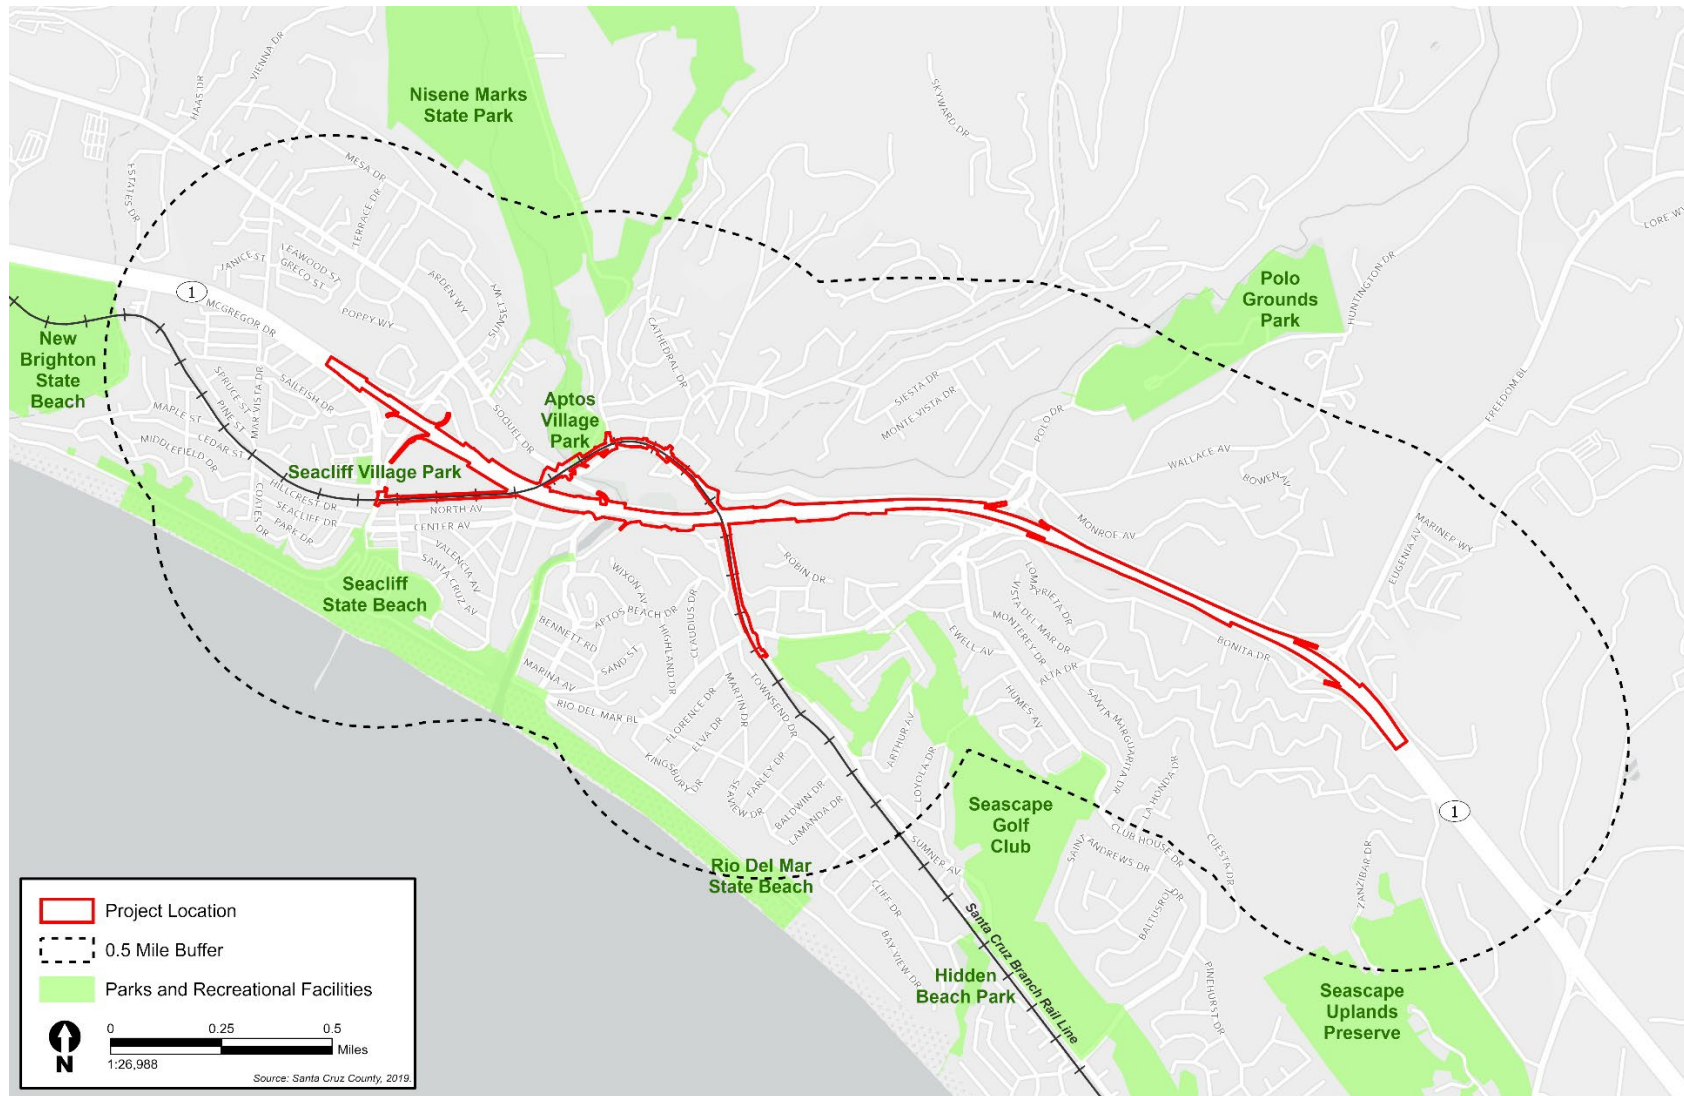 Nisene Marks
State Park
SKYWARD DR
VIENNA DR
HAAS DR
MESA DR
TERRACE DR
ESTATES DR
LORE WY
HUNTINGTON DR
Polo
Grounds
Park
JANICE ST
LEAWOOD ST
GRECO ST
ARDEN WY
SUNSET WY
1
MCGREGOR DR
POPPY WY
CATHEDRAL DR
New
Brighton
State
Beach
SPRUCE ST
PINE ST
MAR VISTA DR
SAILFISH DR
SOQUEL DR
Aptos
Village
Park
SIESTA DR
MONTE VISTA DR
POLO DR
FREEDOM BL
MAPLE ST
CEDAR ST
MIDDLEFIELD DR
Seacliff Village Park
WALLACE AV
BOWEN AV
HILLCREST DR
SEACLIFF DR
PARK DR
COATES DR
NORTH AV
CENTER AV
VALENCIA AV
SANTA CRUZ AV
MONROE AV
MARINER WY
EUGENIA AV
Seacliff
State Beach
WIXON AV
APTOS BEACH DR
HIGHLAND DR
CLAUDIUS DR
ROBIN DR
LOMA PRIETA DR
VISTA DEL MAR DR
MONTEREY DR
EWELL AV
ALTA DR
BENNETT RD
SAND ST
BONITA DR
MARINA AV
RIO DEL MAR BL
FLORENCE DR
ELVA DR
MARTIN DR
TOWNSEND DR
HUMES AV
SANTA MARGUARITA DR
ARTHUR AV
LOYOLA DR
LA HONDA DR
KINGSBURY DR
SEAVIEW DR
FARLEY DR
BALDWIN DR
LAMANDA DR
Seascape
Golf
Club
1
SUMNER AV
CLUB HOUSE DR
SAINT ANDREWS DR
CUESTA DR
ZANZIBAR DR
Rio Del Mar
State Beach
CLIFF DR
BALTUSROL DR
BAY VIEW DR
Santa Cruz Branch Rail Line
Hidden
Beach Park
PINEHURST DR
Seascape
Uplands
Preserve
Project Location
0.5 Mile Buffer
Parks and Recreational Facilities
N
0 0.25 0.5
Miles
1:26,988
Source: Santa Cruz County, 2019.